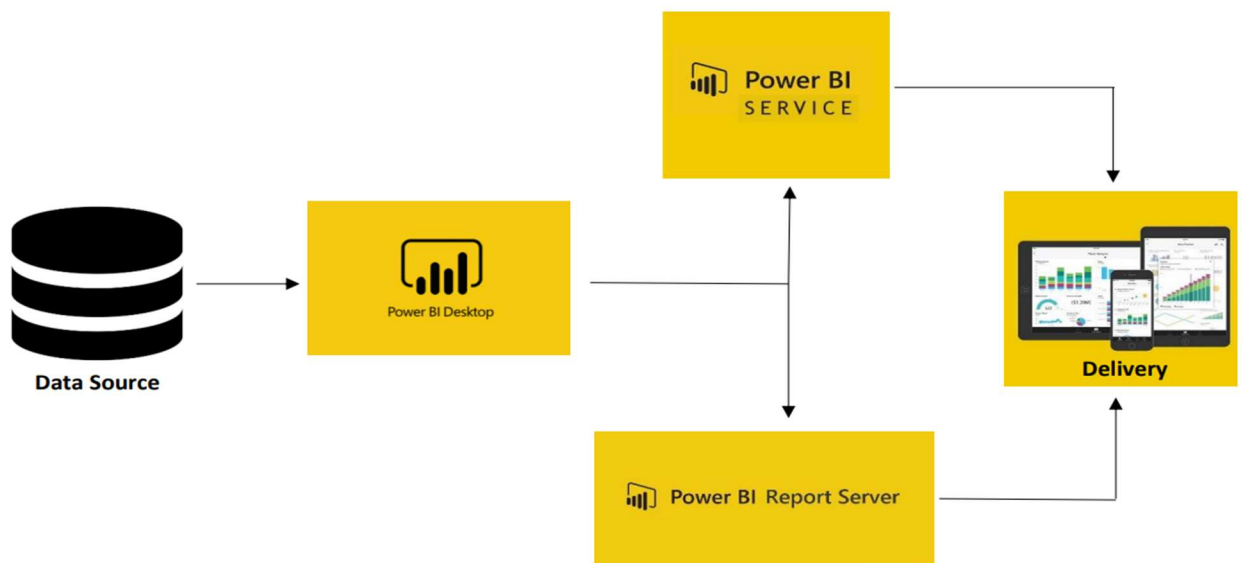 Power BI
SERVICE
Power BI Desktop
Data Source
Delivery
Power BI Report Server